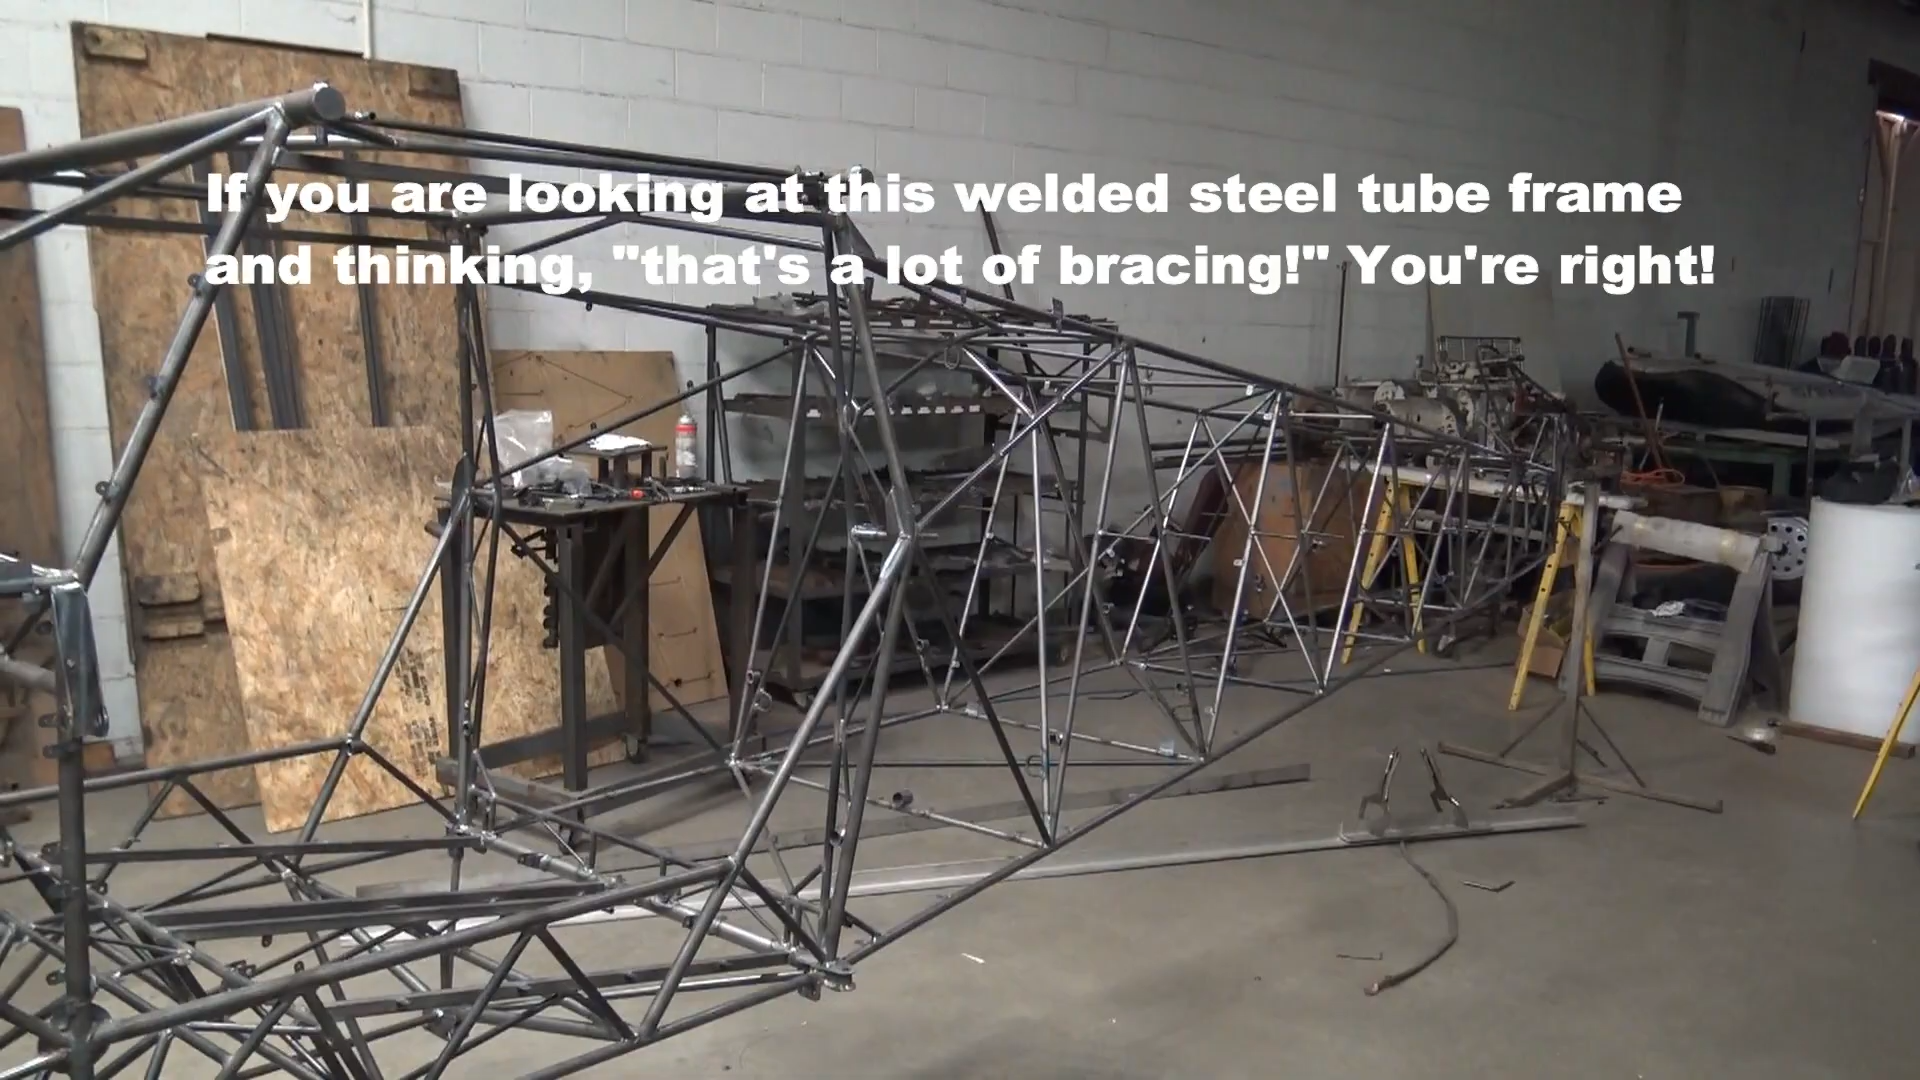 If you are looking at this welded steel tube frame
and thinking, "that's a lot of bracing!" You're right!